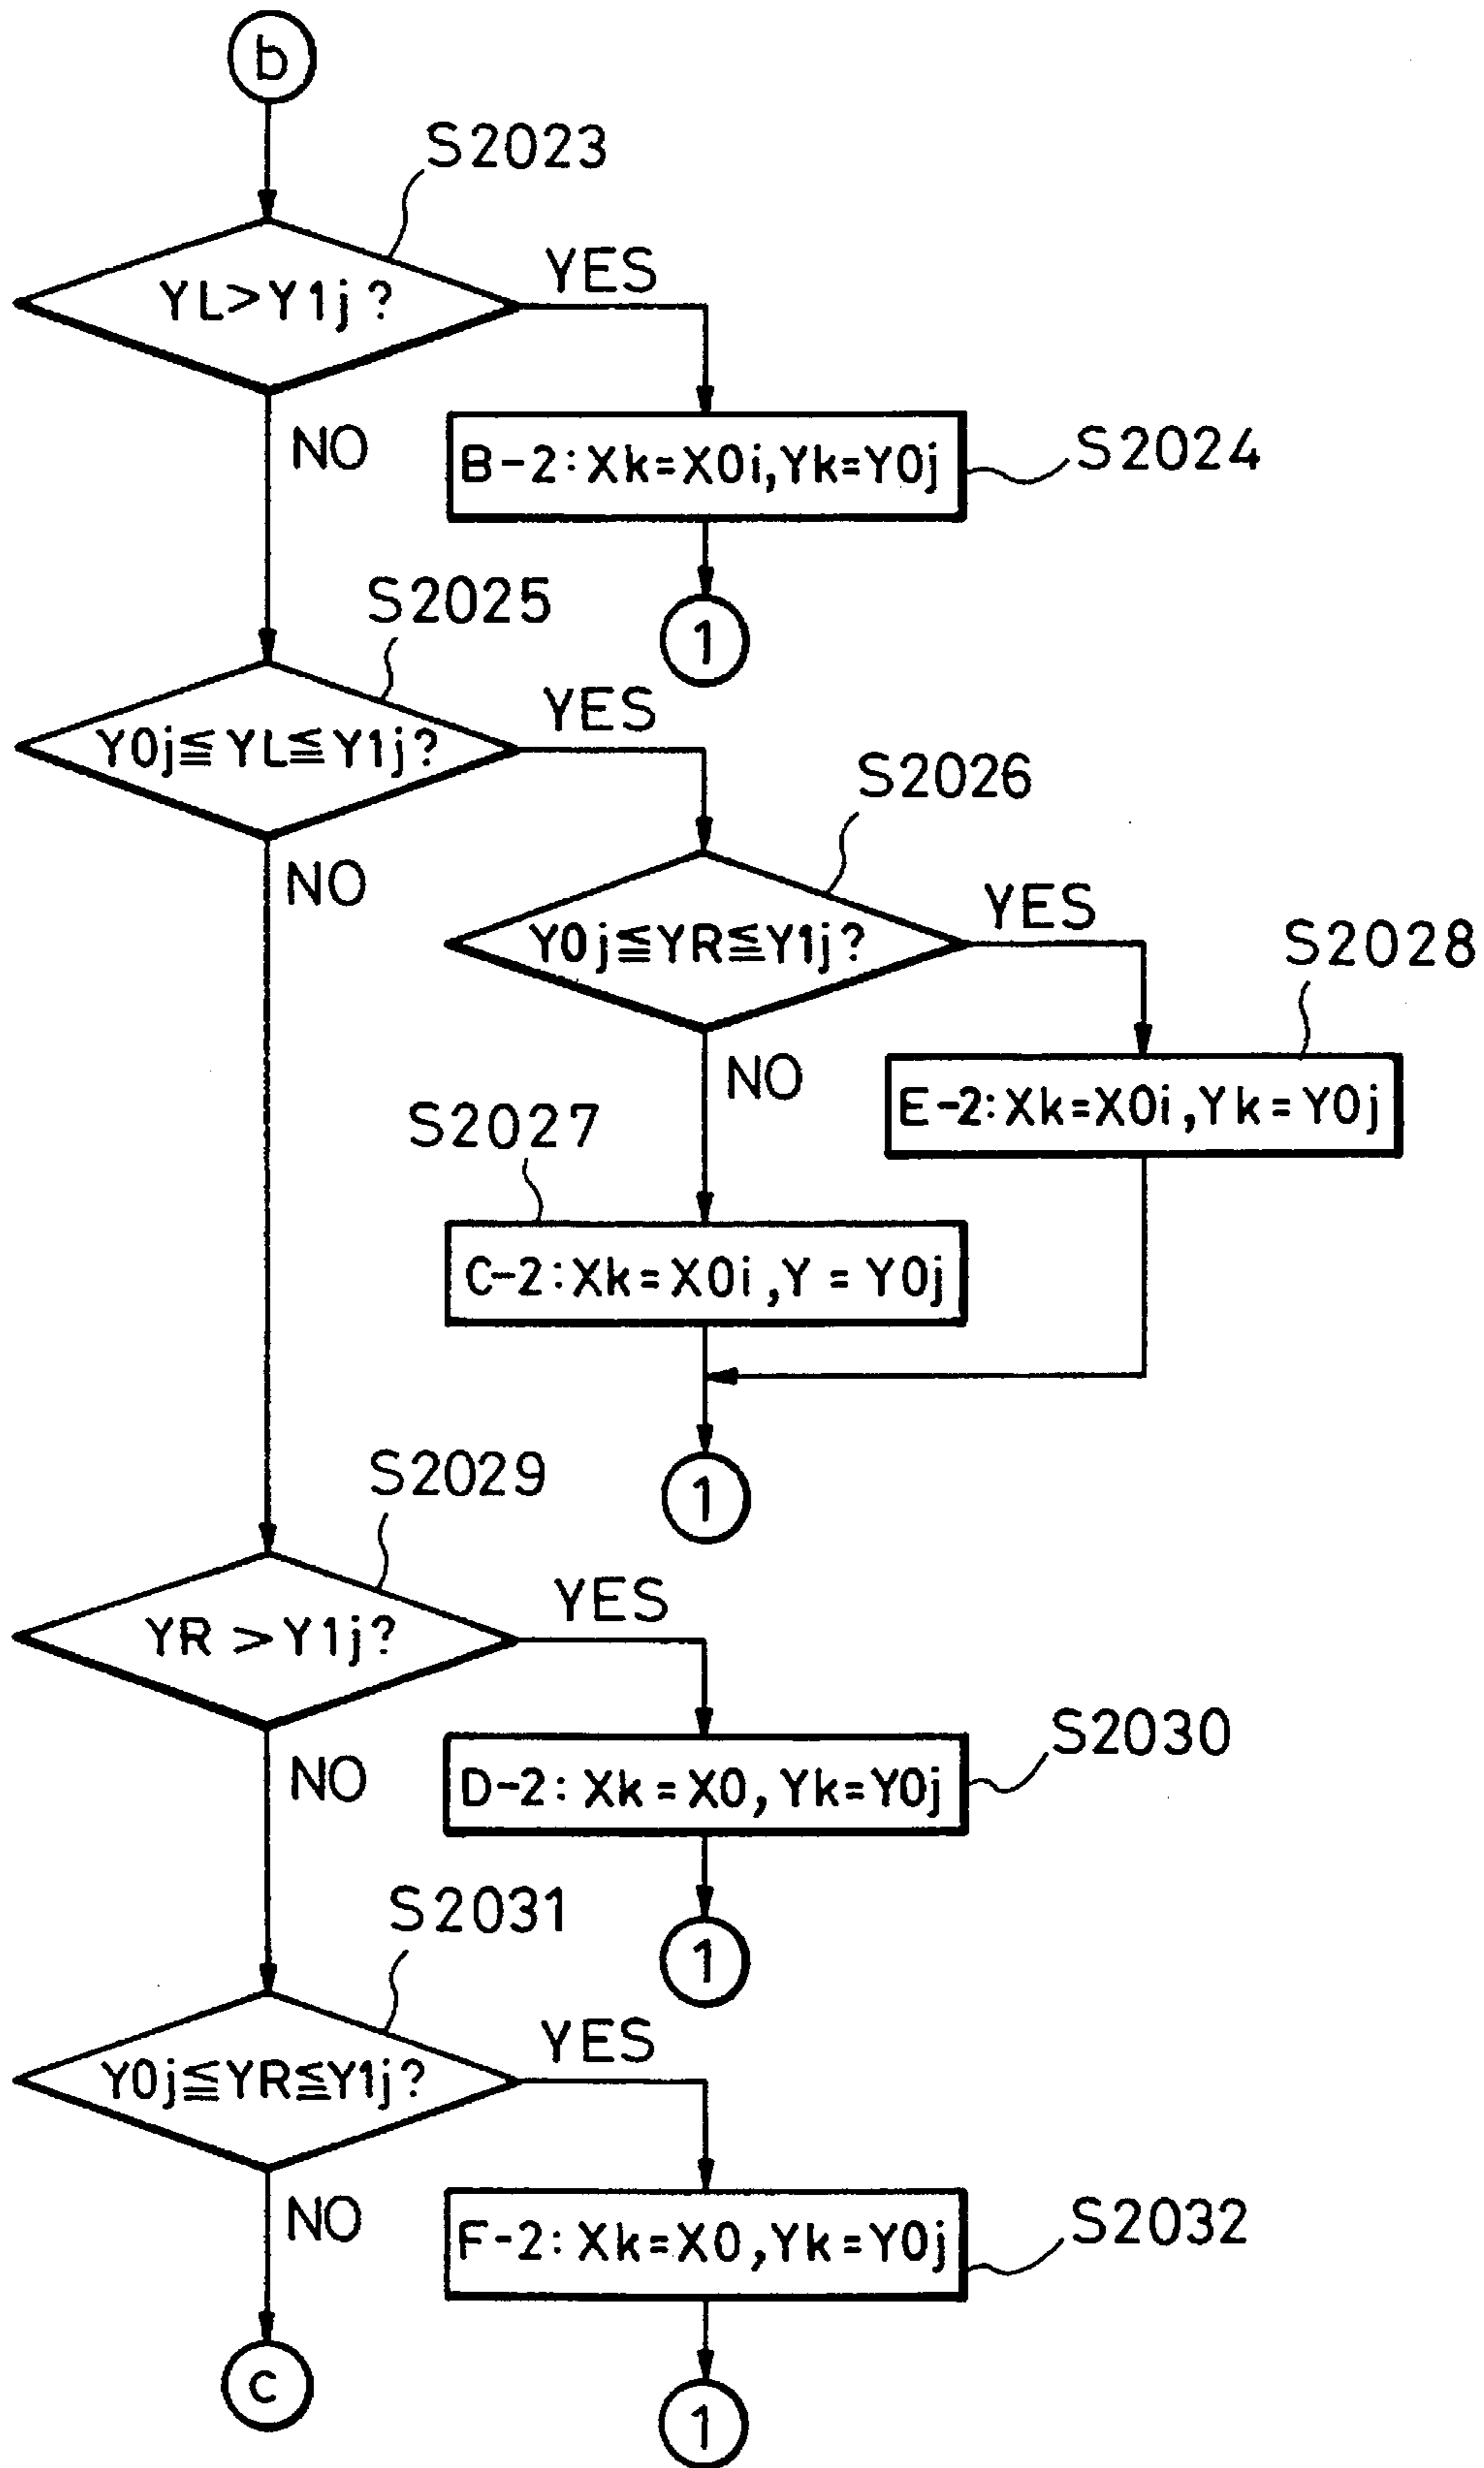 b
S2023
YL>Y1j?
YES
NO
B-2:Xk=X0i,Yk=Y0j
S2024
1
S2025
Y0j≦YL≦Y1j?
YES
NO
S2026
Y0j≦YR≦Y1j?
YES
NO
S2028
E-2:Xk=X0i,Yk=Y0j
S2027
C-2:Xk=X0i,Y=Y0j
1
S2029
YR>Y1j?
YES
NO
S2030
D-2:Xk=X0,Yk=Y0j
1
S2031
Y0j≦YR≦Y1j?
YES
NO
S2032
F-2:Xk=X0,Yk=Y0j
c
1